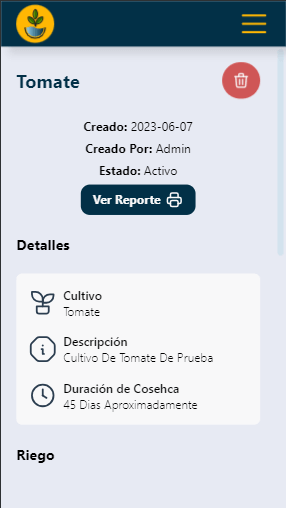 Tomate
Creado: 2023-06-07
Creado Por: Admin
Estado: Activo
Ver Reporte
Detalles
Cultivo
Tomate
Descripción
Cultivo De Tomate De Prueba
Duración de Cosehca
45 Dias Aproximadamente
Riego